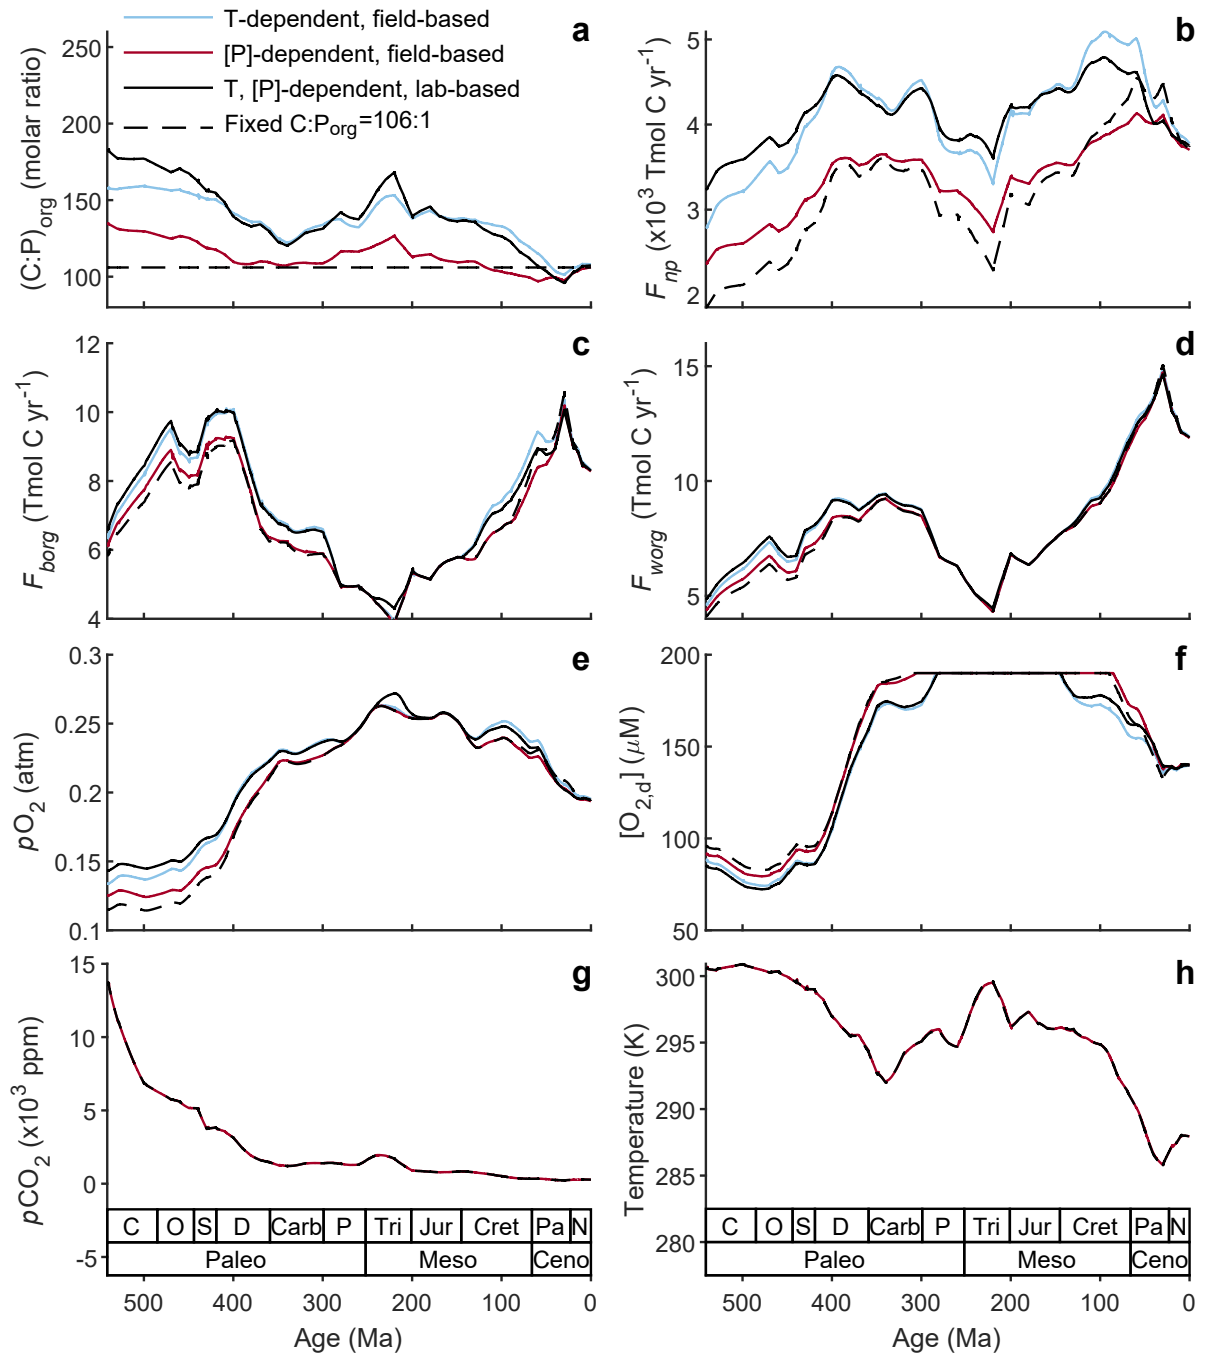 T-dependent, field-based
[P]-dependent, field-based
T, [P]-dependent, lab-based
Fixed C:Porg=106:1
a
(C:P)org (molar ratio)
250
200
150
100
b
Fnp (x10³ Tmol C yr⁻¹)
5
4
3
2
c
Fborg (Tmol C yr⁻¹)
12
10
8
6
4
d
Fworg (Tmol C yr⁻¹)
15
10
5
e
pO₂ (atm)
0.3
0.25
0.2
0.15
0.1
f
[O₂,d] (μM)
200
150
100
50
g
pCO₂ (x10³ ppm)
15
10
5
0
-5
C O S D Carb P Tri Jur Cret Pa N
Paleo Meso Ceno
500 400 300 200 100 0
Age (Ma)
h
Temperature (K)
300
295
290
285
280
C O S D Carb P Tri Jur Cret Pa N
Paleo Meso Ceno
500 400 300 200 100 0
Age (Ma)